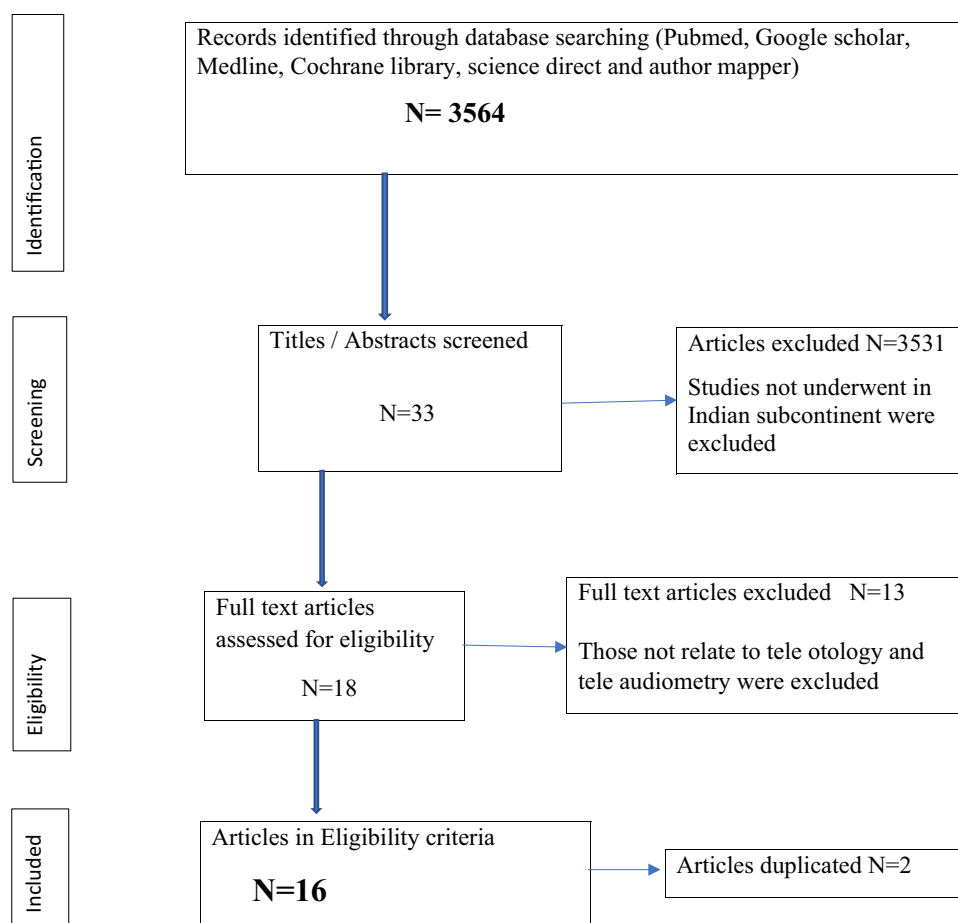 Identification
Records identified through database searching (Pubmed, Google scholar,
Medline, Cochrane library, science direct and author mapper)
N= 3564
Screening
Titles / Abstracts screened
N=33
Articles excluded N=3531
Studies not underwent in
Indian subcontinent were
excluded
Eligibility
Full text articles
assessed for eligibility
N=18
Full text articles excluded N=13
Those not relate to tele otology and
tele audiometry were excluded
Included
Articles in Eligibility criteria
N=16
Articles duplicated N=2